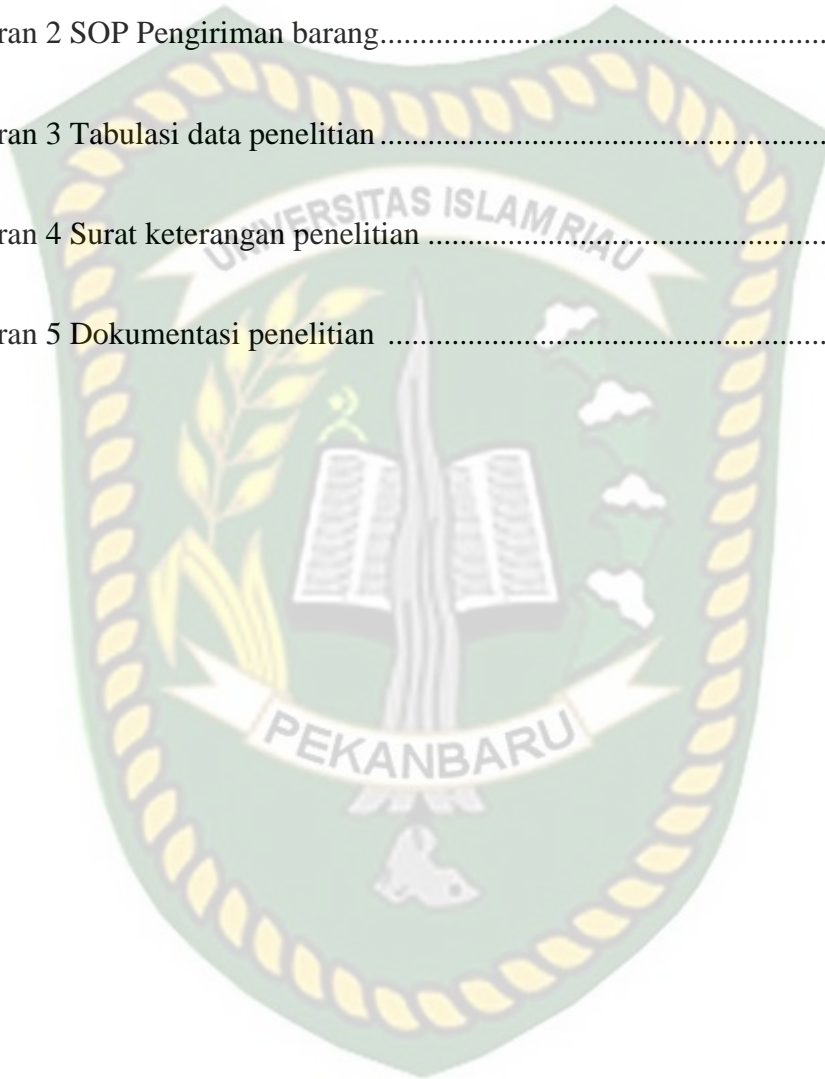 ran 2 SOP Pengiriman barang........................................................
ran 3 Tabulasi data penelitian........................................................
UNIVERSITAS ISLAM RIAU
ran 4 Surat keterangan penelitian ..................................................
ran 5 Dokumentasi penelitian .......................................................
PEKANBARU